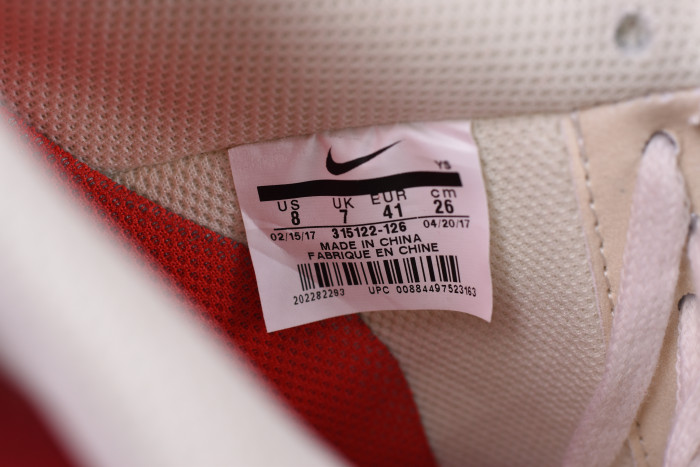 YS
US UK EUR cm
8 7 41 26
02/15/17 315122-126 04/20/17
MADE IN CHINA
FABRIQUE EN CHINE
202282293 UPC 00884497523163